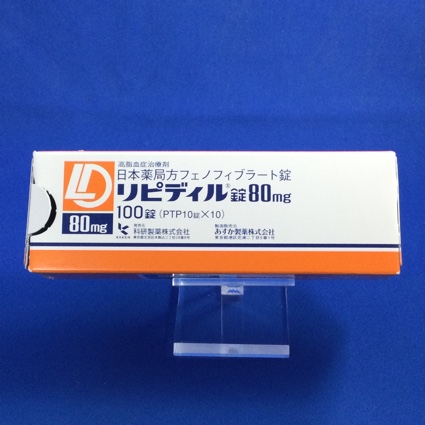 高脂血症治療剤
日本薬局方フェノフィブラート錠
リピディル®錠80mg
100錠(PTP10錠×10)
80mg
発売元
科研製薬株式会社
KAKEN
製造販売元
あすか製薬株式会社